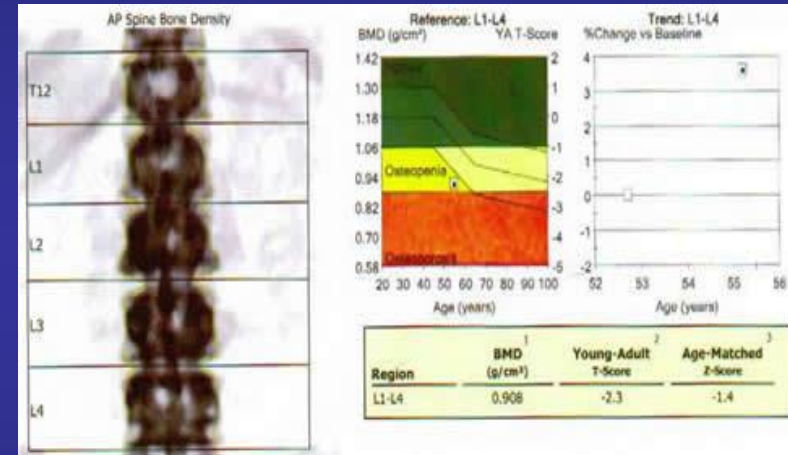 AP Spine Bone Density
T12
L1
L2
L3
L4
Reference: L1-L4
BMD (g/cm²) YA T-Score
1.42 2
1.30 1
1.18 0
1.06 -1
0.94 -2
0.82 -3
0.70 -4
0.58 -5
Osteopenia
Osteoporosis
20 30 40 50 60 70 80 90 100
Age (years)
Trend: L1-L4
%Change vs Baseline
4
3
2
1
0
-1
-2
52 53 54 55 56
Age (years)
1 2 3
BMD Young-Adult Age-Matched
Region (g/cm²) T-Score Z-Score
L1-L4 0.908 -2.3 -1.4